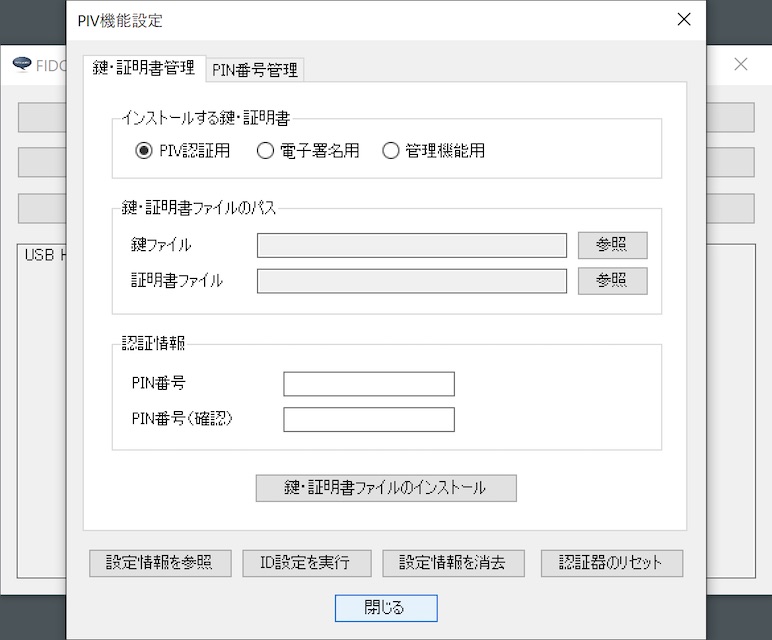 PIV機能設定
FIDO
鍵・証明書管理 PIN番号管理
インストールする鍵・証明書
PIV認証用 電子署名用 管理機能用
鍵・証明書ファイルのパス
USB H
鍵ファイル 参照
証明書ファイル 参照
認証情報
PIN番号
PIN番号（確認）
鍵・証明書ファイルのインストール
設定情報を参照 ID設定を実行 設定情報を消去 認証器のリセット
閉じる